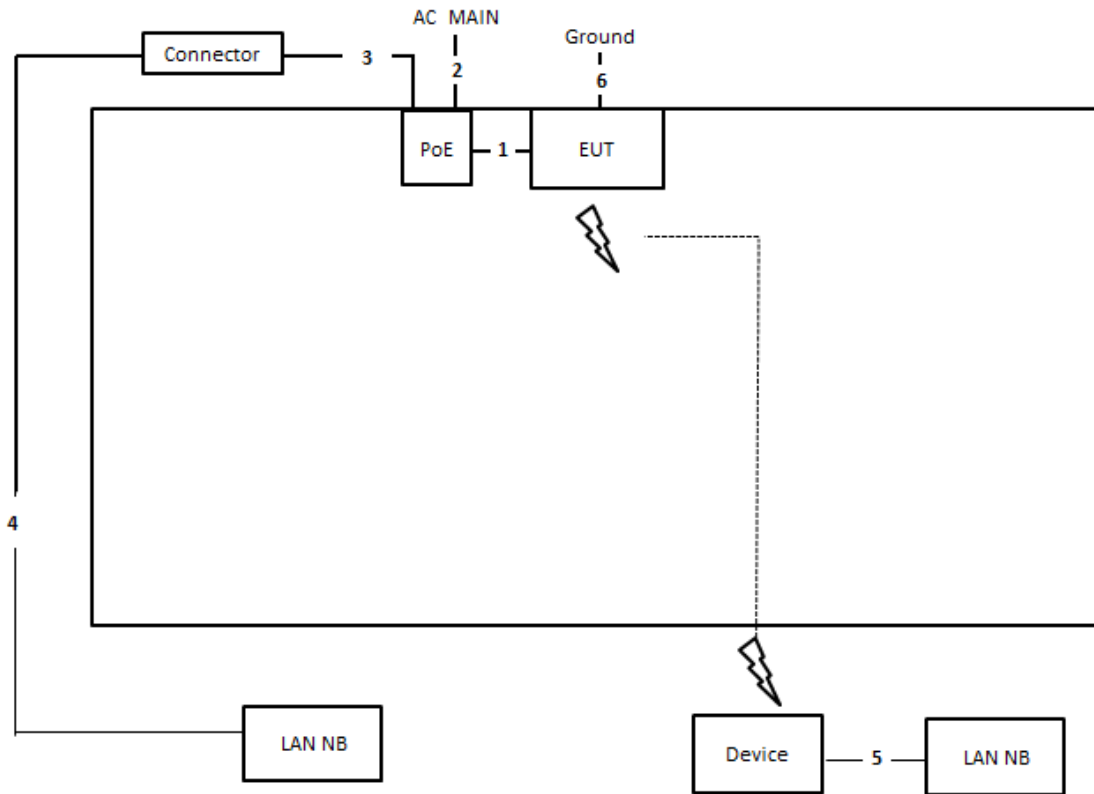 AC MAIN
Ground
Connector
3
2
6
PoE
1
EUT
4
LAN NB
Device
5
LAN NB